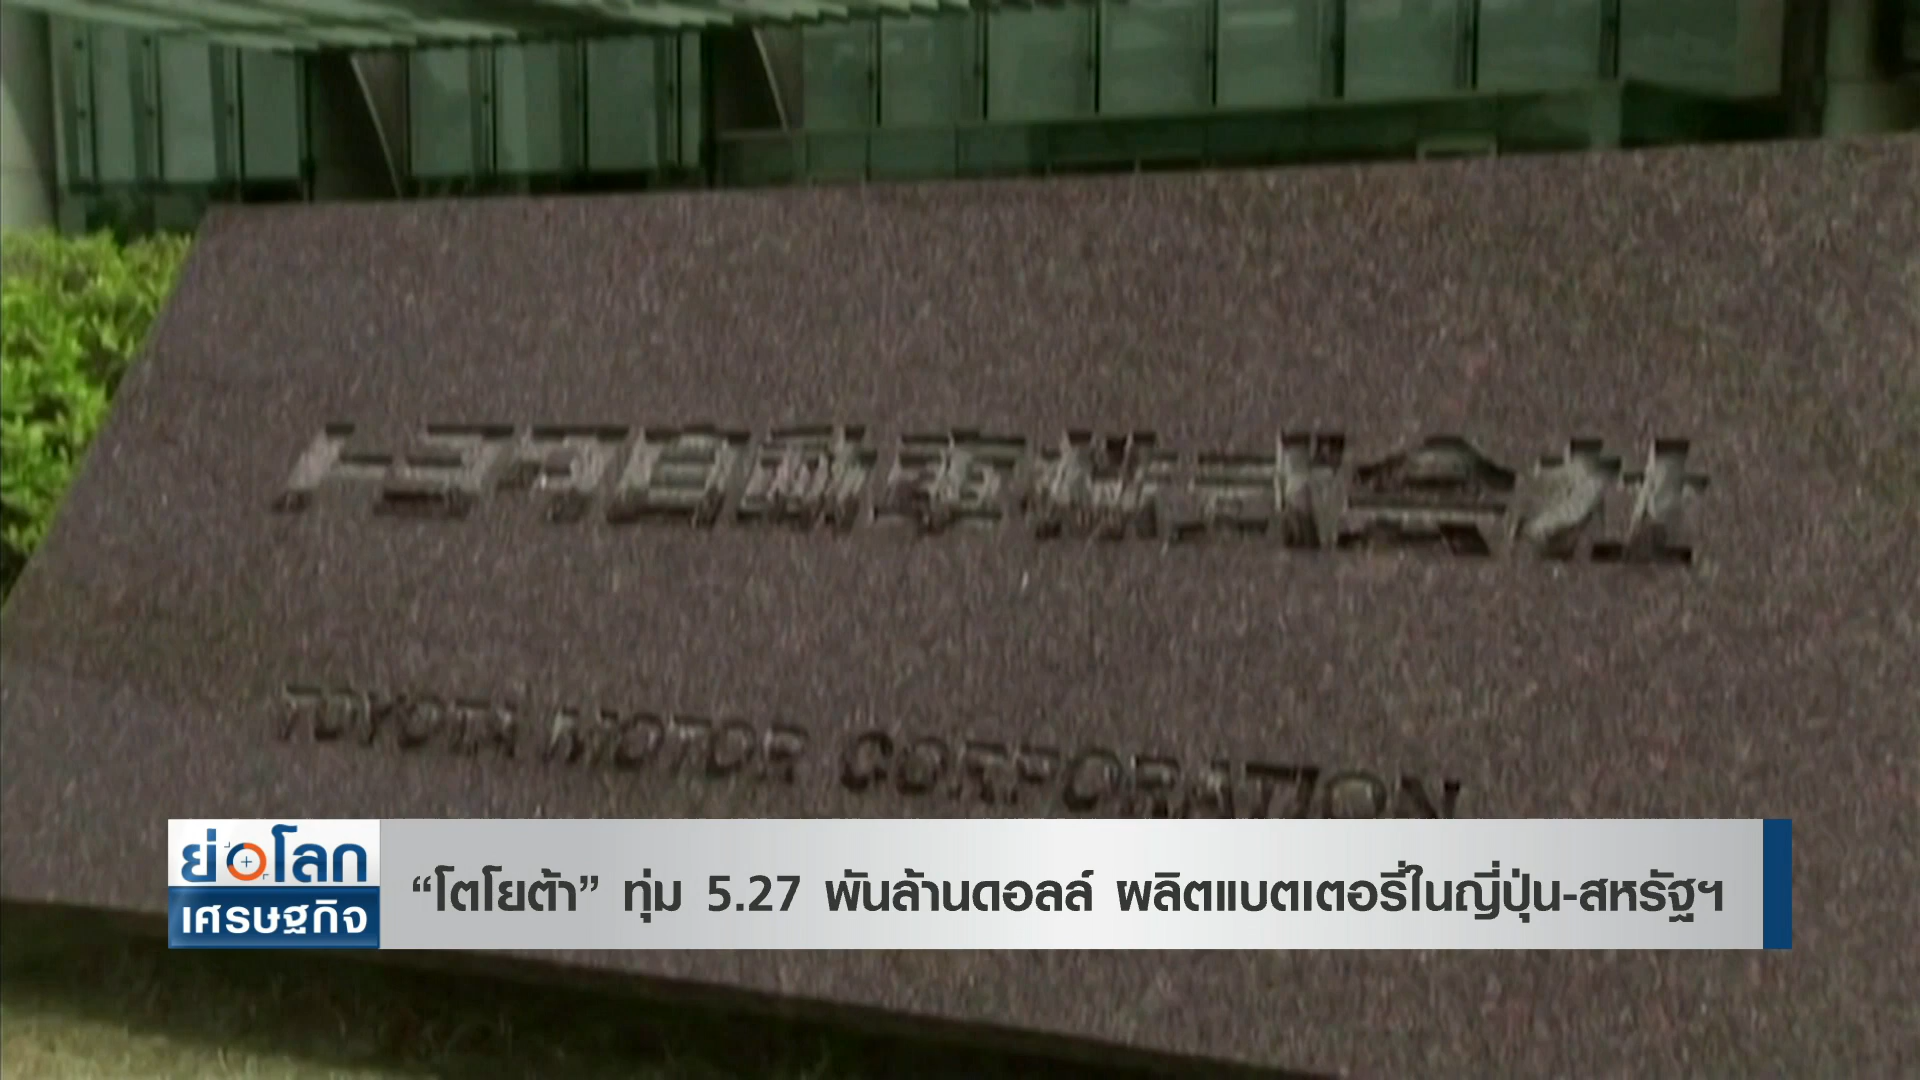 トヨタ自動車株式会社
TOYOTA MOTOR CORPORATION
ย่อโลก
เศรษฐกิจ
“โตโยต้า” ทุ่ม 5.27 พันล้านดอลล์ ผลิตแบตเตอรี่ในญี่ปุ่น-สหรัฐฯ